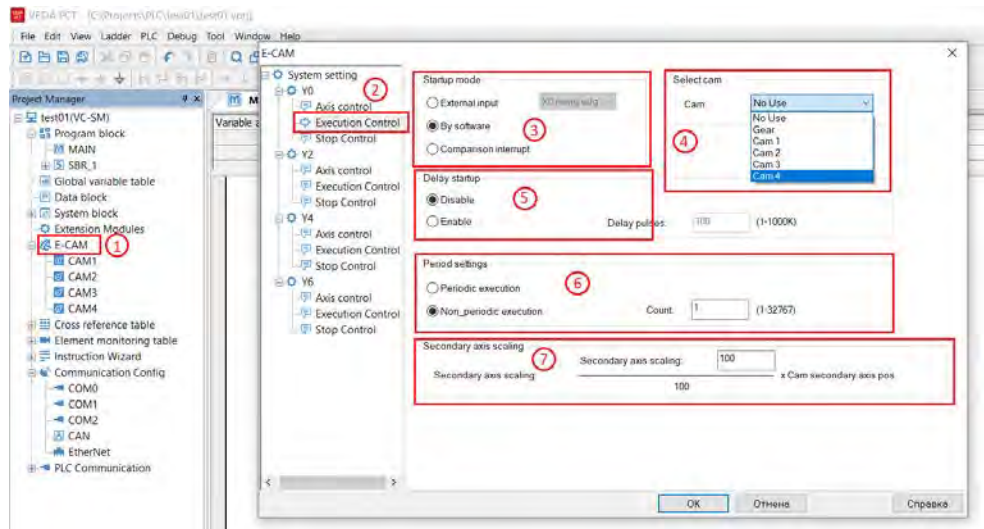 VEDA PCT - [C:\Projects\PLC\test01\test01.vprj]
File Edit View Ladder PLC Debug Tool Window Help
Project Manager
test01(VC-SM)
Program block
MAIN
SBR_1
Global variable table
Data block
System block
Extension Modules
E-CAM 1
CAM1
CAM2
CAM3
CAM4
Cross reference table
Element monitoring table
Instruction Wizard
Communication Config
COM0
COM1
COM2
CAN
EtherNet
PLC Communication
M
Variable
E-CAM
System setting
Y0 2
Axis control
Execution Control
Stop Control
Y2
Axis control
Execution Control
Stop Control
Y4
Axis control
Execution Control
Stop Control
Y6
Axis control
Execution Control
Stop Control
Startup mode
External input
By software 3
Comparison interrupt
Select cam
Cam No Use
4
No Use
Gear
Cam 1
Cam 2
Cam 3
Cam 4
Delay startup
Disable 5
Enable Delay pulses: 100 (1-1000K)
Period settings
Periodic execution 6
Non_periodic execution Count: 1 (1-32767)
Secondary axis scaling 7
Secondary axis scaling: 100
Secondary axis scaling x Cam secondary axis pos
100
OK Отмена Справка